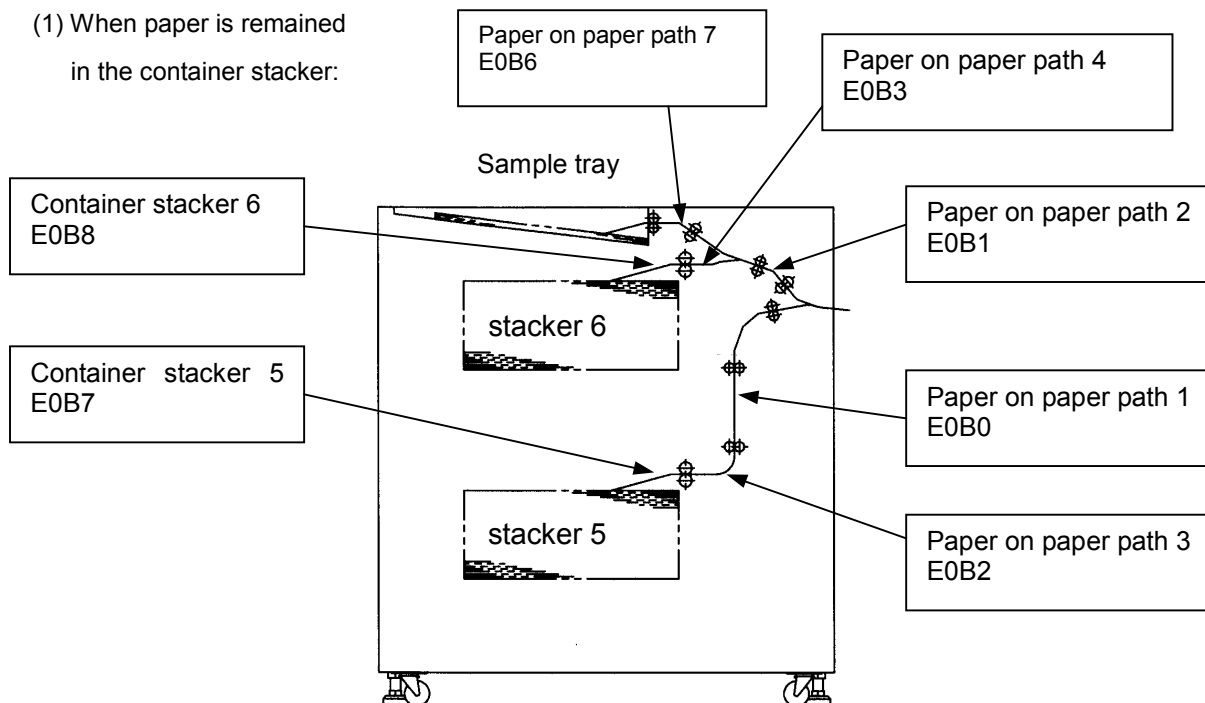 (1) When paper is remained
in the container stacker:
Paper on paper path 7
E0B6
Paper on paper path 4
E0B3
Sample tray
Container stacker 6
E0B8
Paper on paper path 2
E0B1
stacker 6
Container stacker 5
E0B7
Paper on paper path 1
E0B0
stacker 5
Paper on paper path 3
E0B2